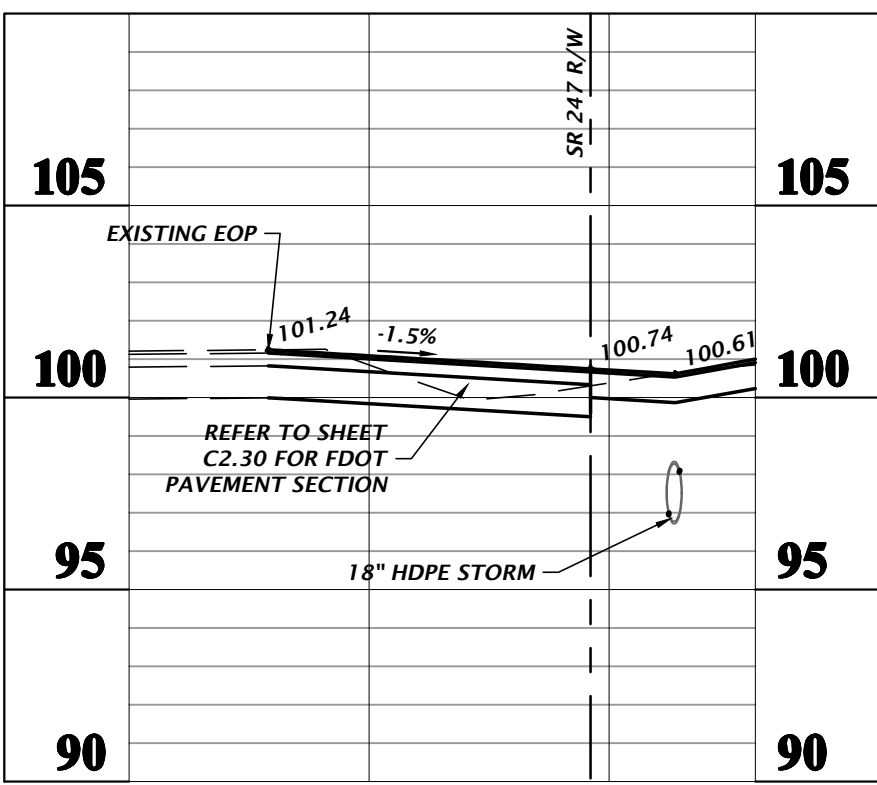 SR 247 R/W
105
105
EXISTING EOP
101.24
-1.5%
100.74
100.61
100
100
REFER TO SHEET
C2.30 FOR FDOT
PAVEMENT SECTION
95
95
18" HDPE STORM
90
90